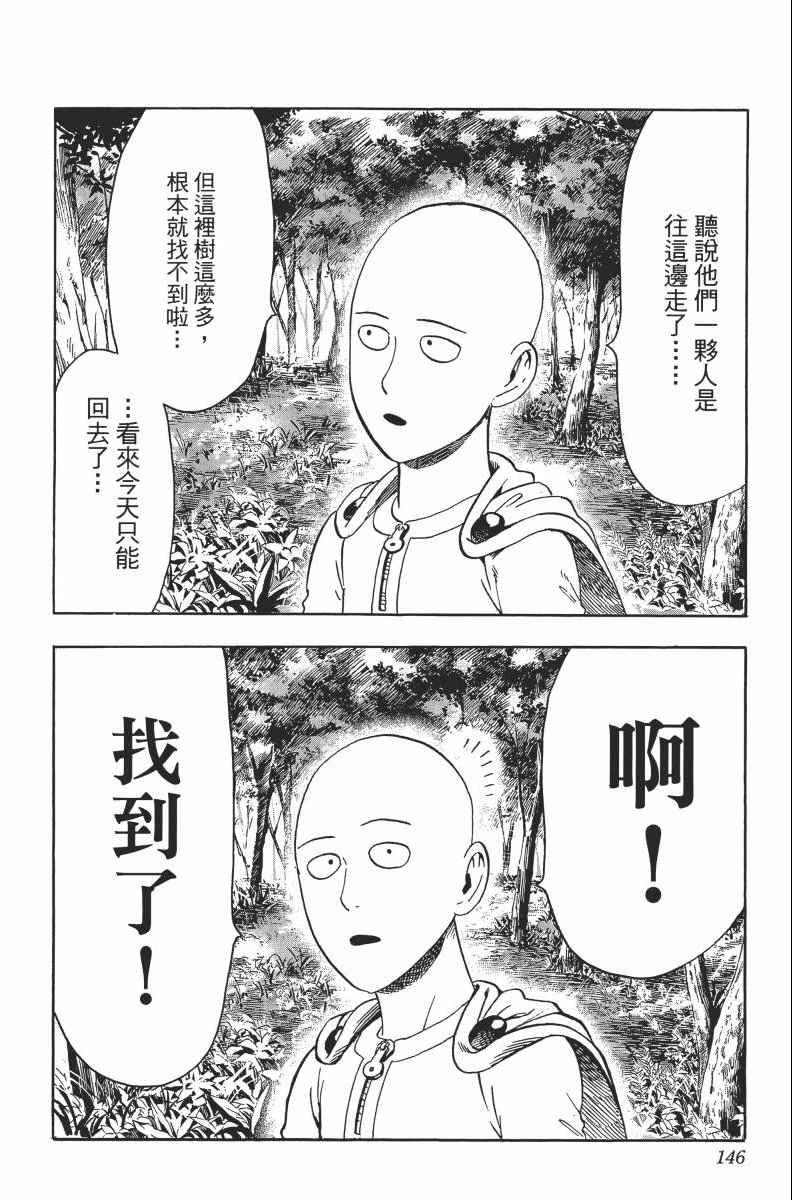 聽說他們一夥人是
往這邊走了……
但這裡樹這麼多，
根本就找不到啦…
…看來今天只能
回去了…
啊！
找到了！
146